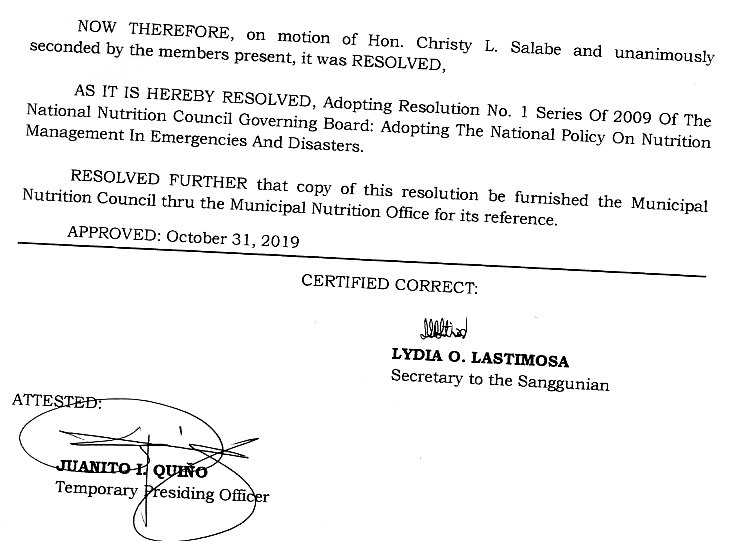 NOW THEREFORE, on motion of Hon. Christy L. Salabe and unanimously
seconded by the members present, it was RESOLVED,
AS IT IS HEREBY RESOLVED, Adopting Resolution No. 1 Series Of 2009 Of The
National Nutrition Council Governing Board: Adopting The National Policy On Nutrition
Management In Emergencies And Disasters.
RESOLVED FURTHER that copy of this resolution be furnished the Municipal
Nutrition Council thru the Municipal Nutrition Office for its reference.
APPROVED: October 31, 2019
CERTIFIED CORRECT:
LYDIA O. LASTIMOSA
Secretary to the Sanggunian
ATTESTED:
JUANITO I. QUIÑO
Temporary Presiding Officer